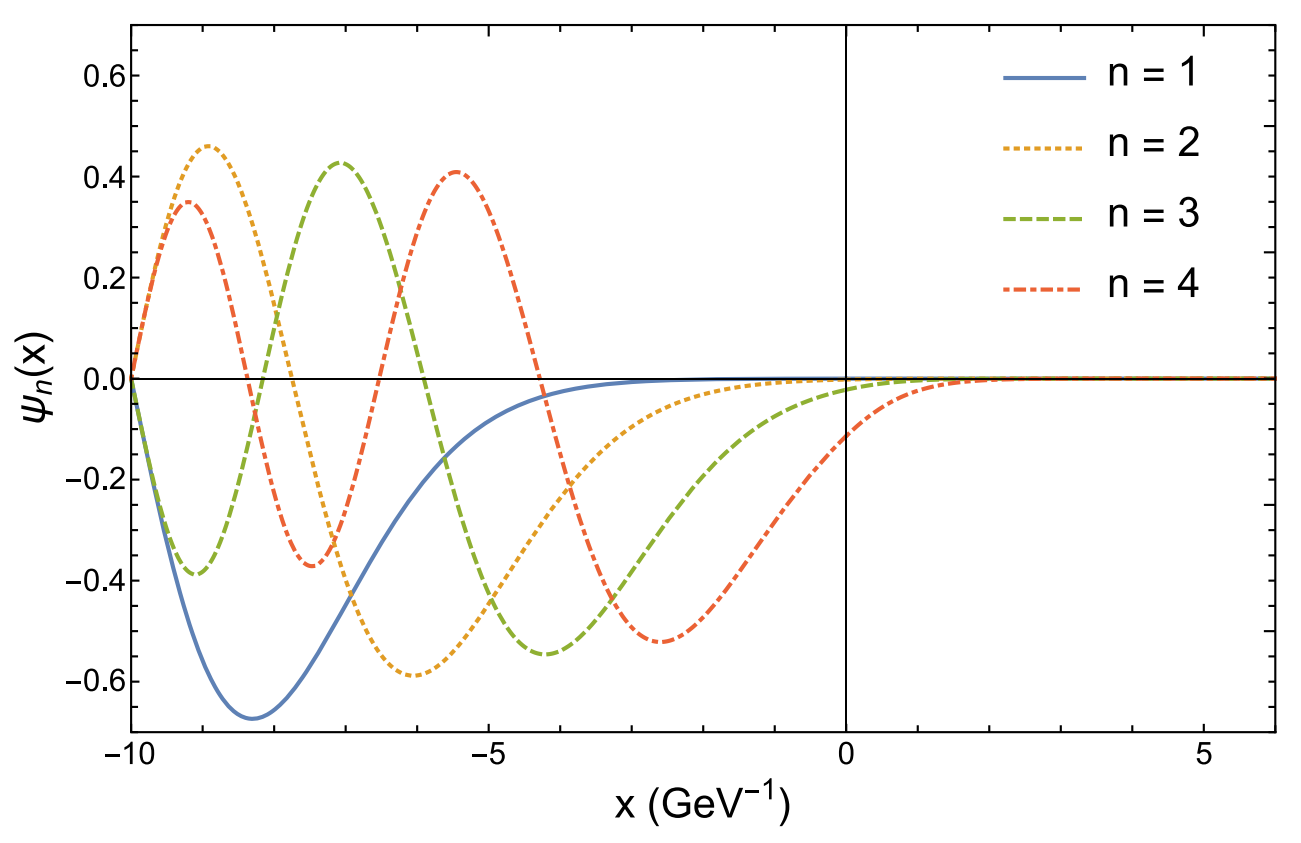 n = 1
n = 2
n = 3
n = 4
0.6
0.4
0.2
0.0
−0.2
−0.4
−0.6
ψn(x)
−10
−5
0
5
x (GeV−1)